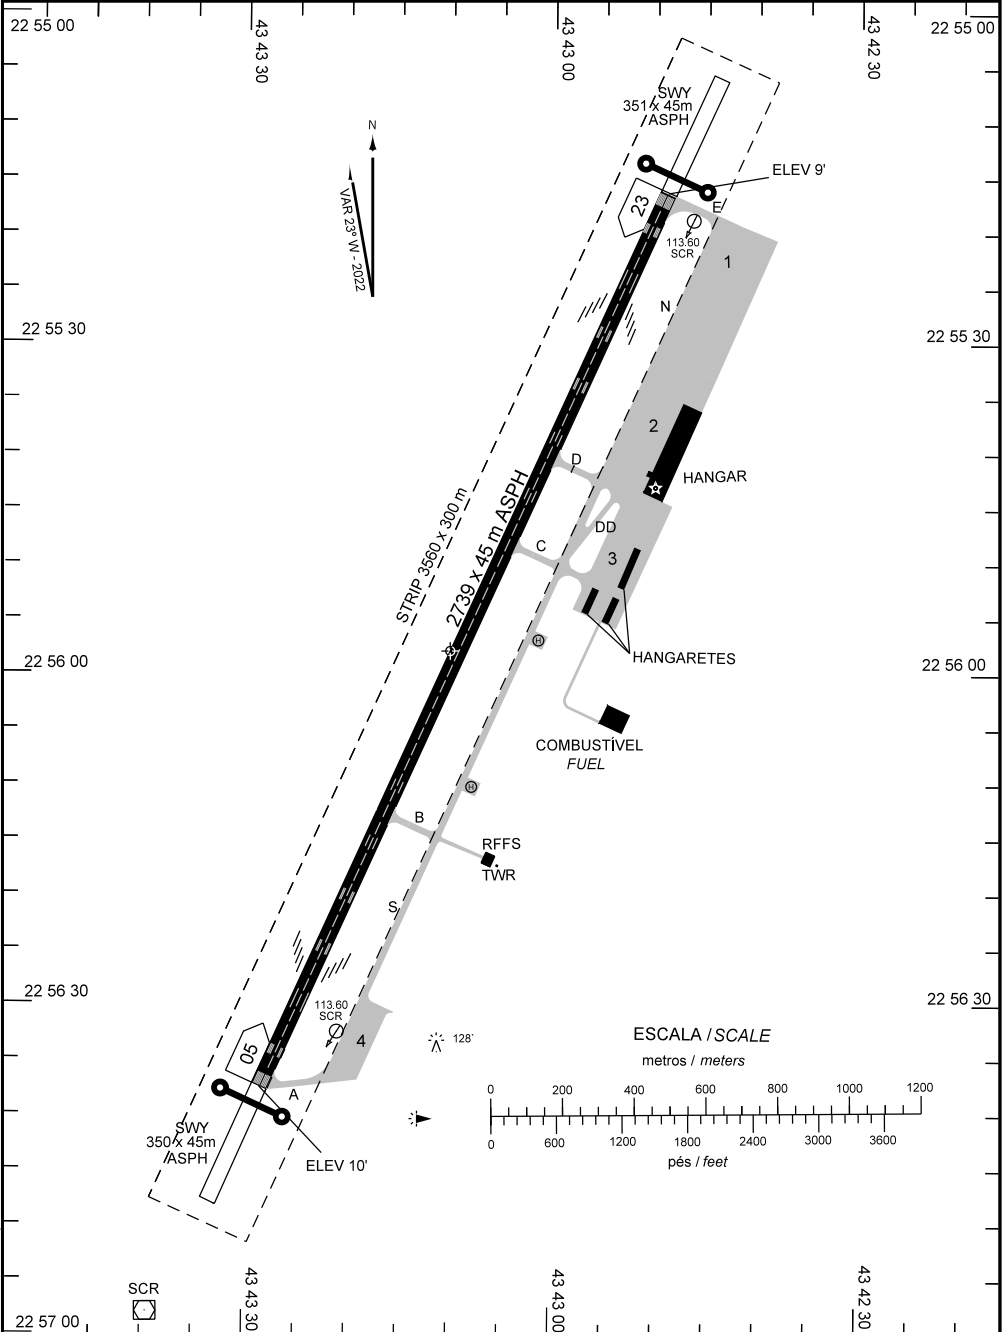 22 55 00
43 43 30
43 43 00
43 42 30
22 55 00
SWY
351 x 45m
ASPH
N
VAR 23º W - 2022
ELEV 9'
23
E
113.60
SCR
1
N
22 55 30
22 55 30
2
D
HANGAR
STRIP 3560 x 300 m
2739 x 45 m ASPH
DD
C
3
H
HANGARETES
22 56 00
22 56 00
COMBUSTÍVEL
FUEL
H
B
RFFS
TWR
S
22 56 30
22 56 30
113.60
SCR
4
128'
05
A
ESCALA / SCALE
metros / meters
0 200 400 600 800 1000 1200
0 600 1200 1800 2400 3000 3600
pés / feet
SWY
350 x 45m
ASPH
ELEV 10'
SCR
43 43 30
43 43 00
43 42 30
22 57 00